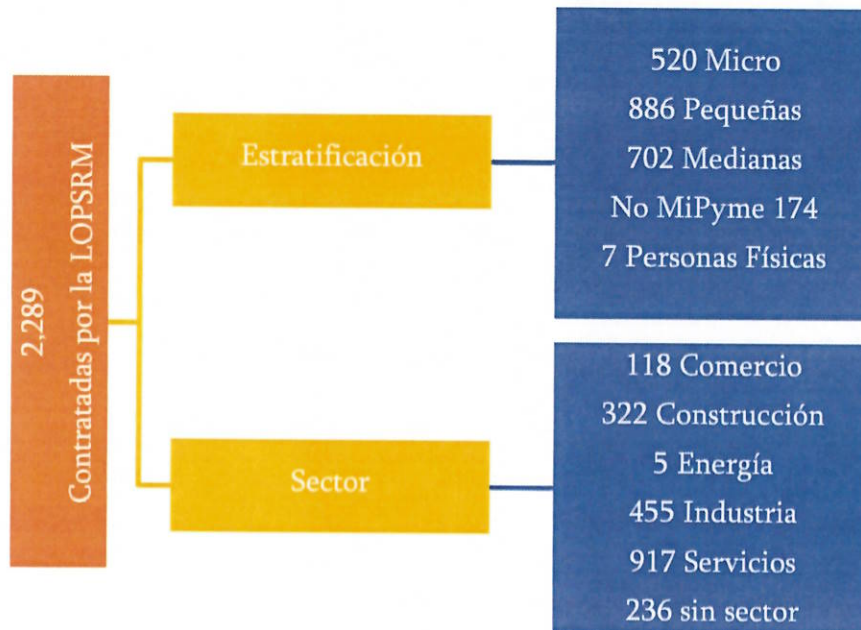 2,289
Contratadas por la LOPSRM
Estratificación
520 Micro
886 Pequeñas
702 Medianas
No MiPyme 174
7 Personas Físicas
Sector
118 Comercio
322 Construcción
5 Energía
455 Industria
917 Servicios
236 sin sector